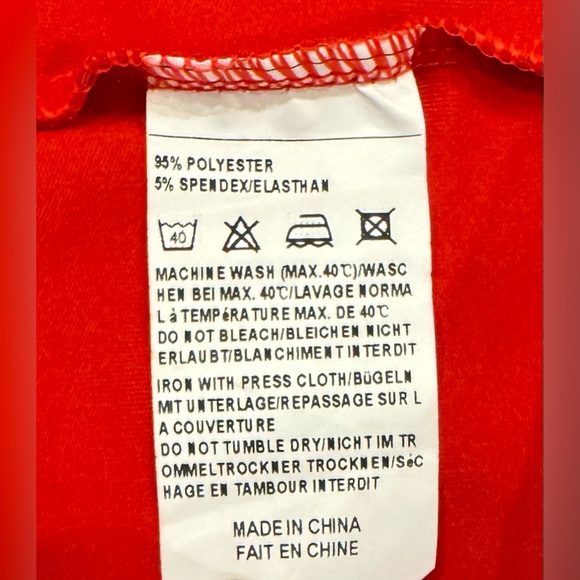 95% POLYESTER
5% SPENDEX/ELASTHAN
40
MACHINE WASH (MAX.40℃)/WASC
HEN BEI MAX. 40℃/LAVAGE NORMA
L à TEMPéRATURE MAX. DE 40℃
DO NOT BLEACH/BLEICHEN NICHT
ERLAUBT/BLANCHIMENT INTERDIT
IRON WITH PRESS CLOTH/BüGELN
MIT UNTERLAGE/REPASSAGE SUR L
A COUVERTURE
DO NOT TUMBLE DRY/NICHT IM TR
OMMELTROCKNER TROCKNEN/SéC
HAGE EN TAMBOUR INTERDIT
MADE IN CHINA
FAIT EN CHINE